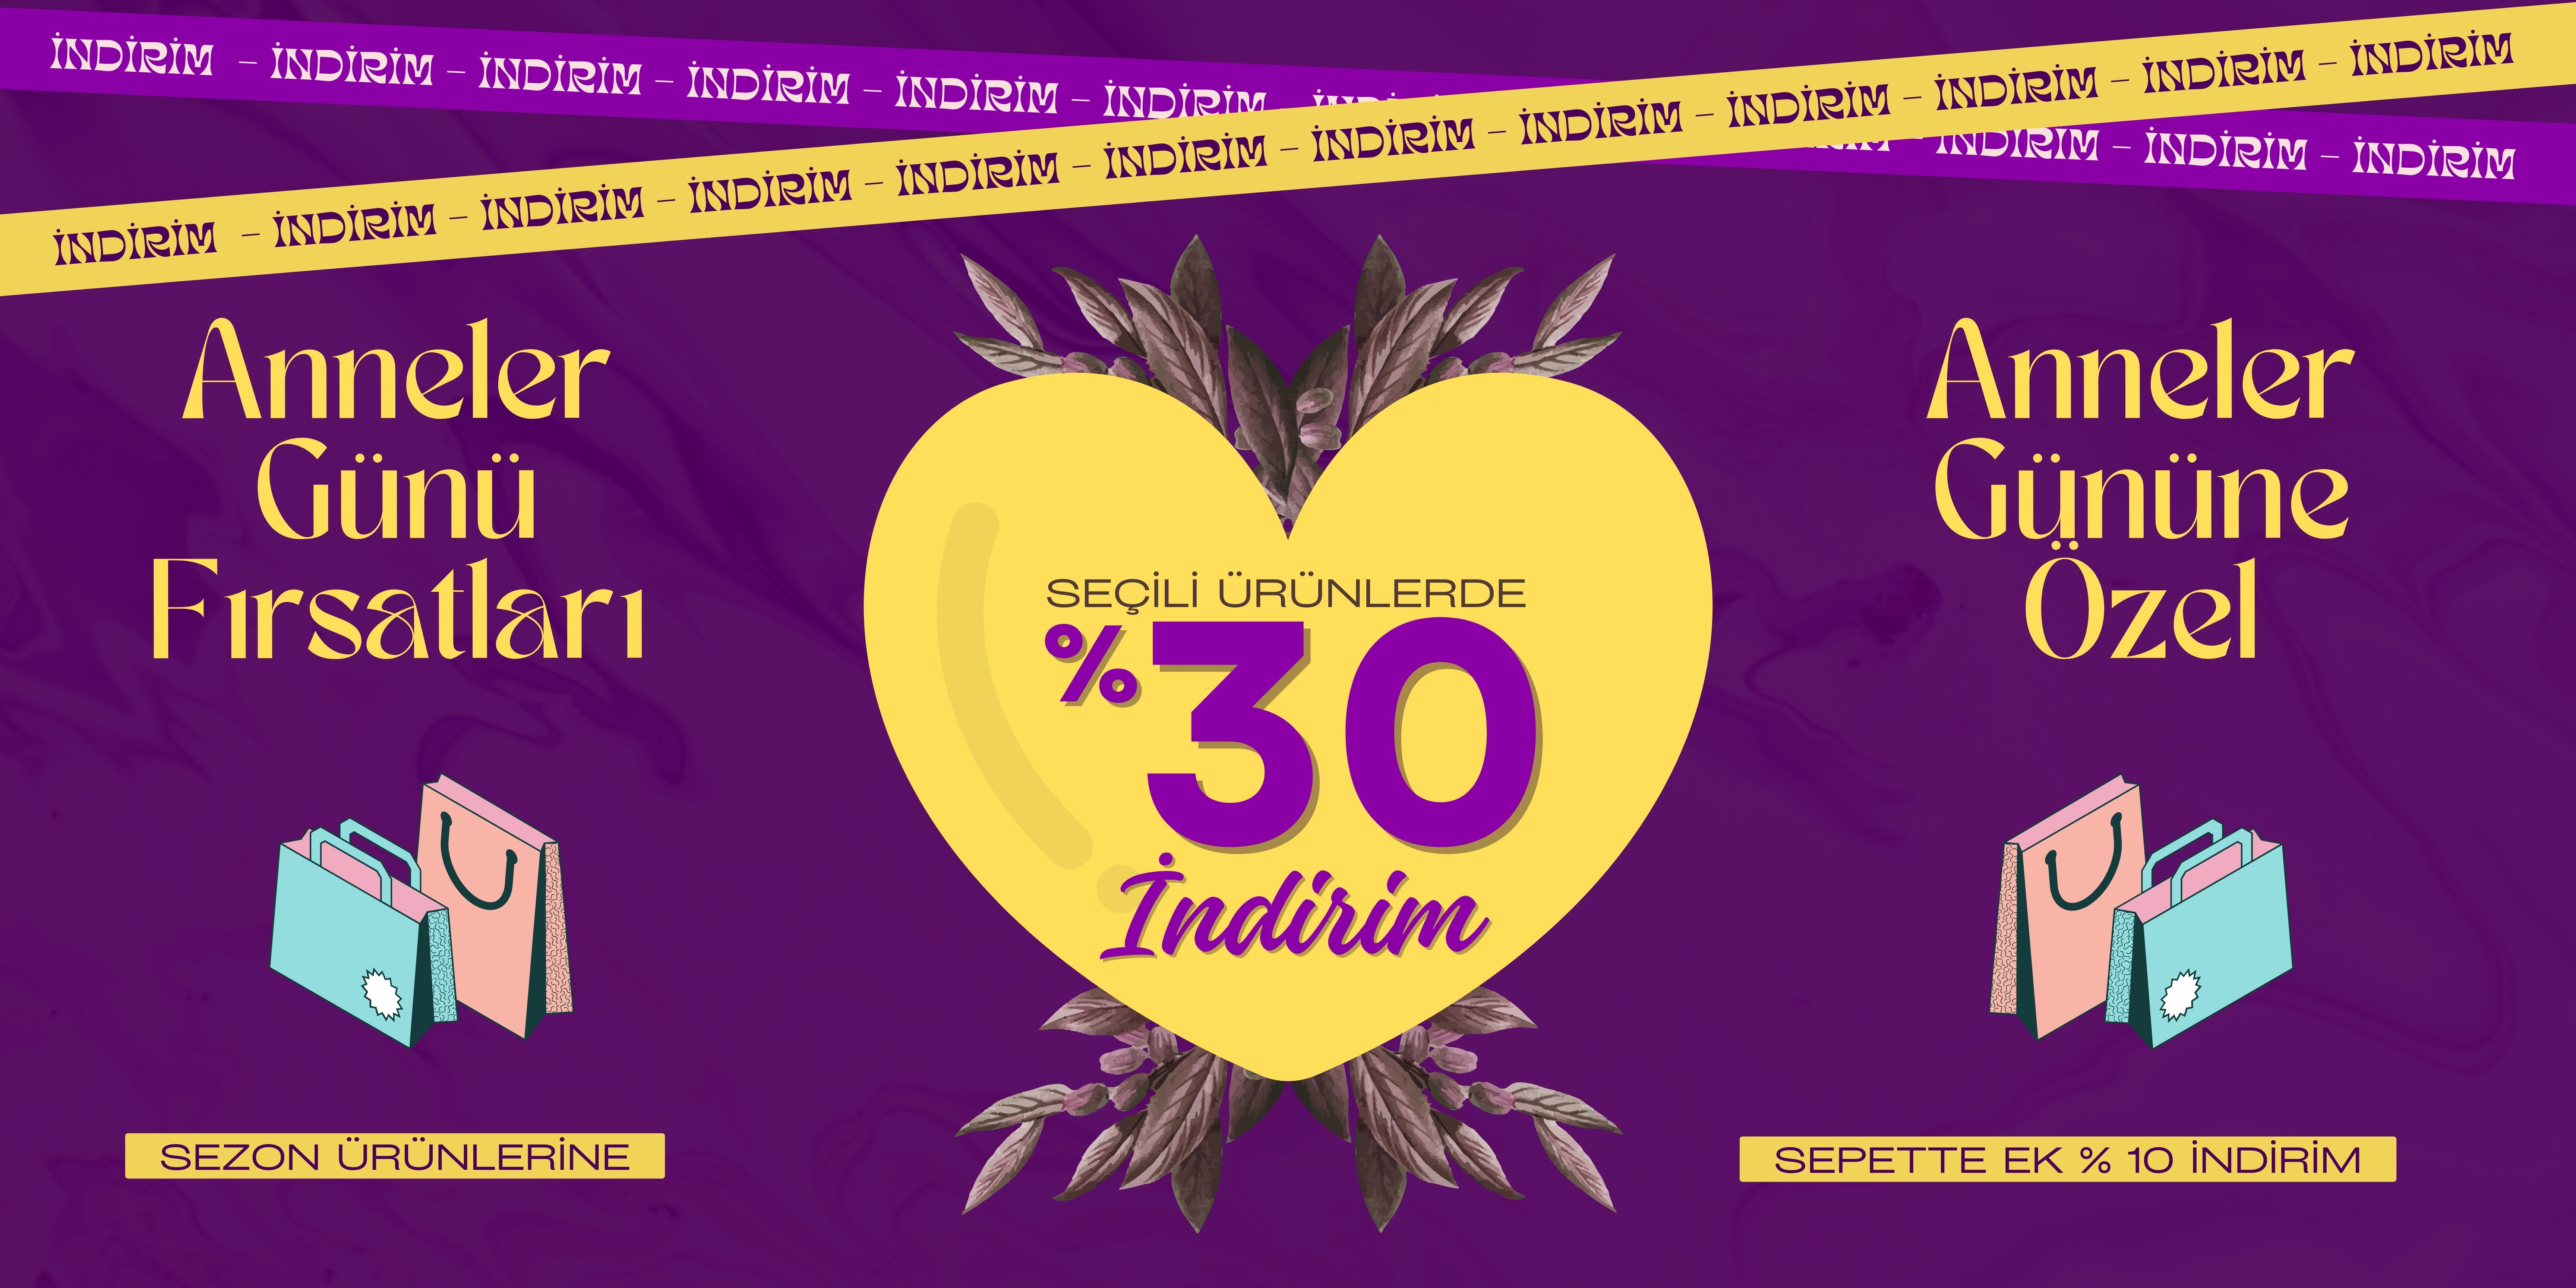 İNDİRİM – İNDİRİM – İNDİRİM – İNDİRİM – İNDİRİM – İNDİRİM – İNDİRİM – İNDİRİM – İNDİRİM – İNDİRİM
İNDİRİM – İNDİRİM – İNDİRİM – İNDİRİM – İNDİRİM – İNDİRİM – İNDİRİM – İNDİRİM – İNDİRİM – İNDİRİM – İNDİRİM – İNDİRİM
Anneler
Günü
Fırsatları
SEZON ÜRÜNLERİNE
SEÇİLİ ÜRÜNLERDE
%30
İndirim
Anneler
Gününe
Özel
SEPETTE EK % 10 İNDİRİM